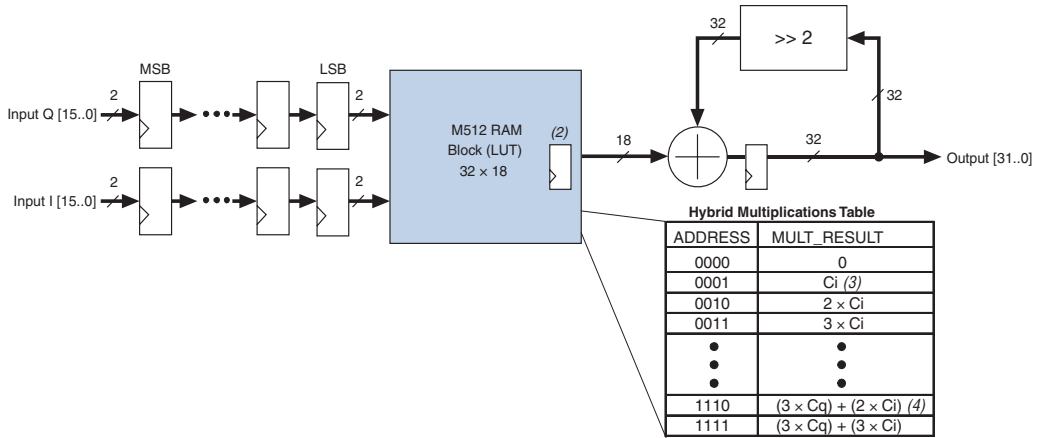 32
>> 2
MSB
LSB
32
2
2
Input Q [15..0]
M512 RAM
(2)
Block (LUT)
32 × 18
18
32
Output [31..0]
2
2
Input I [15..0]
Hybrid Multiplications Table
ADDRESS MULT_RESULT
0000 0
0001 Ci (3)
0010 2 × Ci
0011 3 × Ci
1110 (3 × Cq) + (2 × Ci) (4)
1111 (3 × Cq) + (3 × Ci)